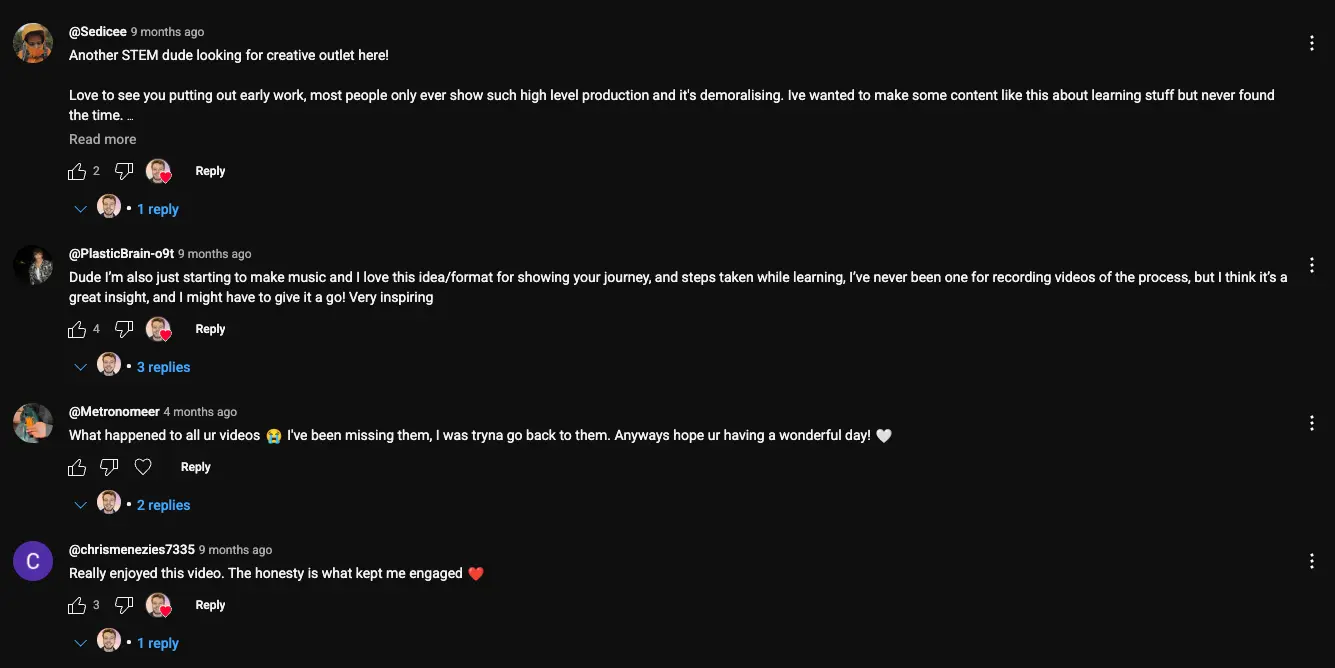 @Sedicee 9 months ago
Another STEM dude looking for creative outlet here!
Love to see you putting out early work, most people only ever show such high level production and it's demoralising. Ive wanted to make some content like this about learning stuff but never found
the time. ...
Read more
2 Reply
• 1 reply
@PlasticBrain-o9t 9 months ago
Dude I’m also just starting to make music and I love this idea/format for showing your journey, and steps taken while learning, I’ve never been one for recording videos of the process, but I think it’s a
great insight, and I might have to give it a go! Very inspiring
4 Reply
• 3 replies
@Metronomeer 4 months ago
What happened to all ur videos 😭 I've been missing them, I was tryna go back to them. Anyways hope ur having a wonderful day! 🤍
Reply
• 2 replies
C
@chrismenezies7335 9 months ago
Really enjoyed this video. The honesty is what kept me engaged ❤️
3 Reply
• 1 reply